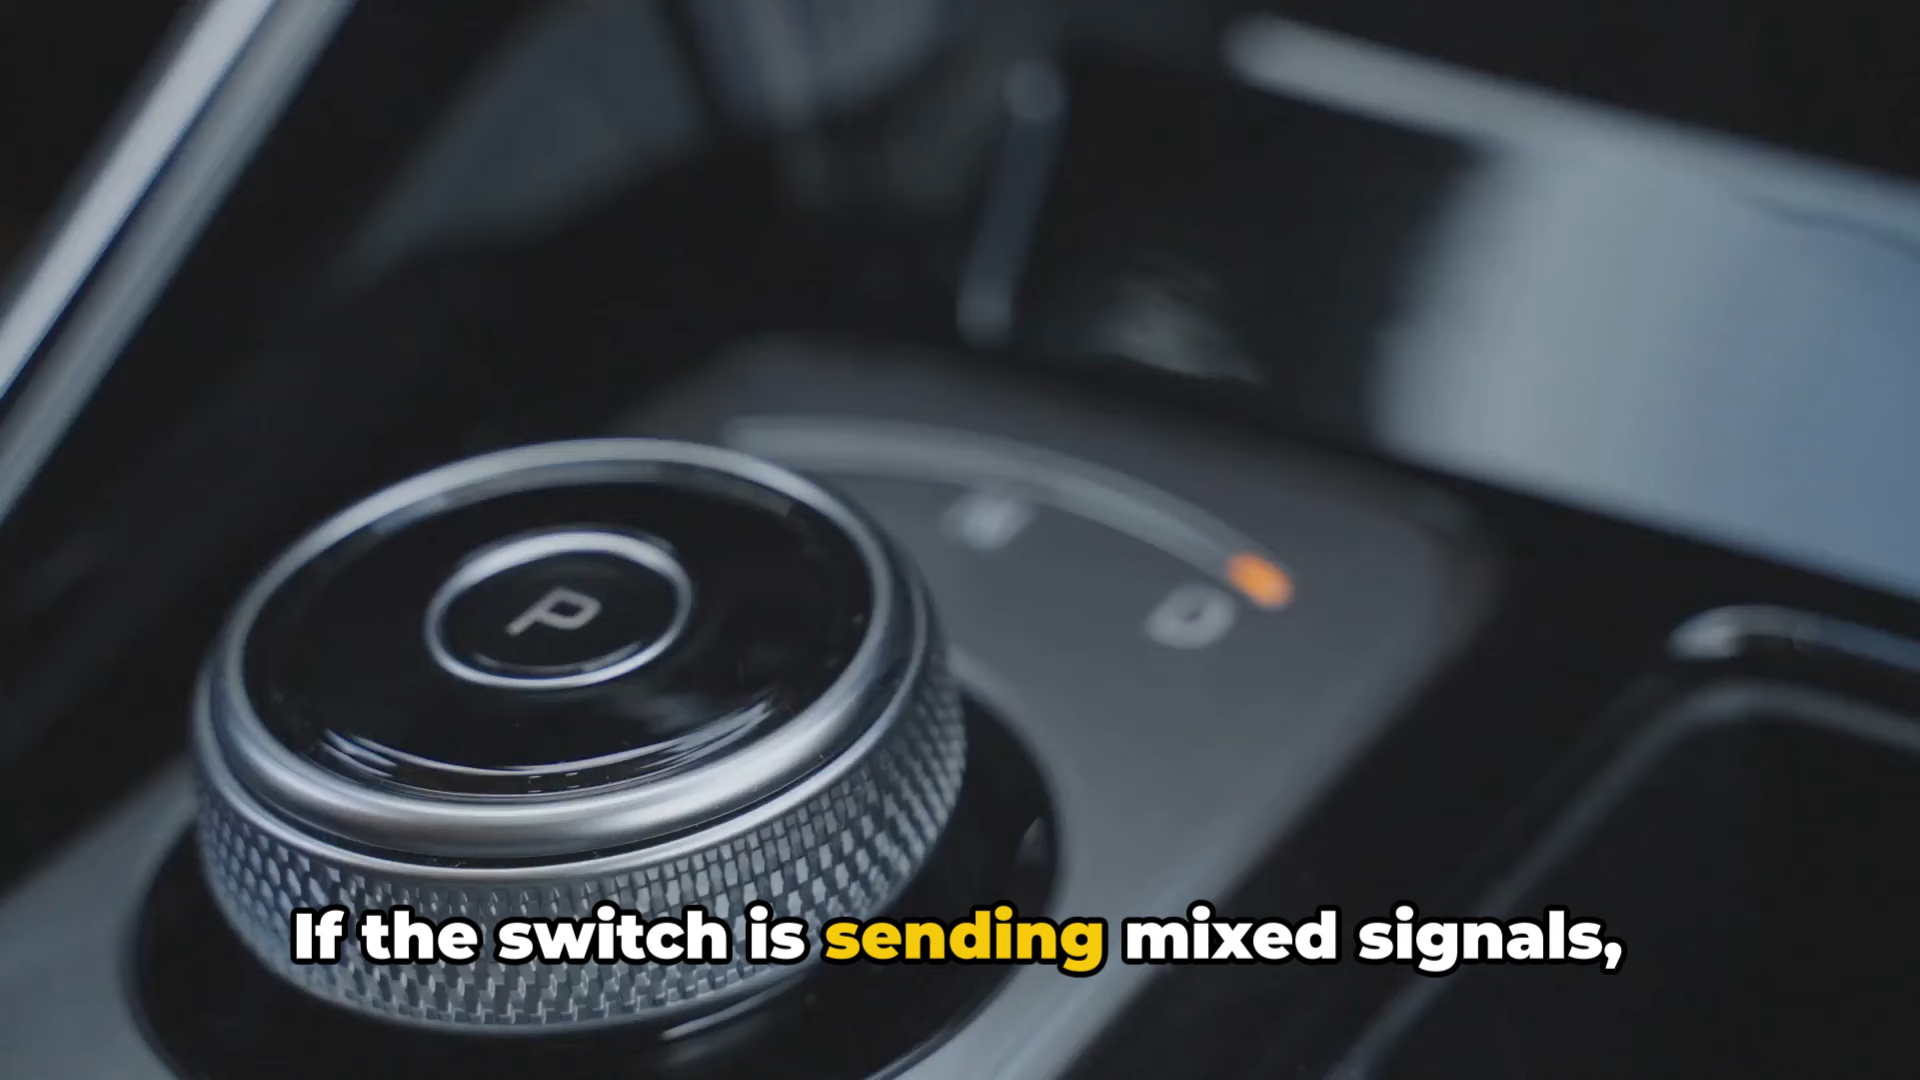 P
D
If the switch is sending mixed signals,